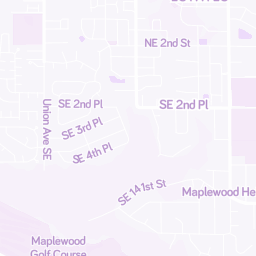 NE 2nd St
SE 2nd Pl
SE 2nd Pl
SE 3rd Pl
Union Ave SE
SE 4th Pl
SE 141st St
Maplewood He
Maplewood
Golf Course